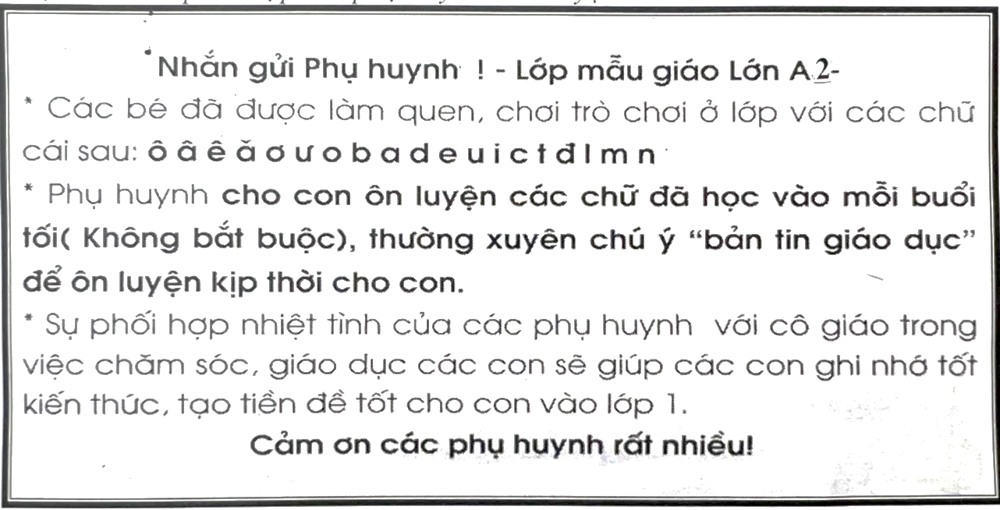 Nhắn gửi Phụ huynh ! - Lớp mẫu giáo Lớn A2-
* Các bé đã được làm quen, chơi trò chơi ở lớp với các chữ
cái sau: ô â ê ă ơ ư o b a d e u i c t đ l m n
* Phụ huynh cho con ôn luyện các chữ đã học vào mỗi buổi
tối( Không bắt buộc), thường xuyên chú ý “bản tin giáo dục”
để ôn luyện kịp thời cho con.
* Sự phối hợp nhiệt tình của các phụ huynh với cô giáo trong
việc chăm sóc, giáo dục các con sẽ giúp các con ghi nhớ tốt
kiến thức, tạo tiền đề tốt cho con vào lớp 1.
Cảm ơn các phụ huynh rất nhiều!